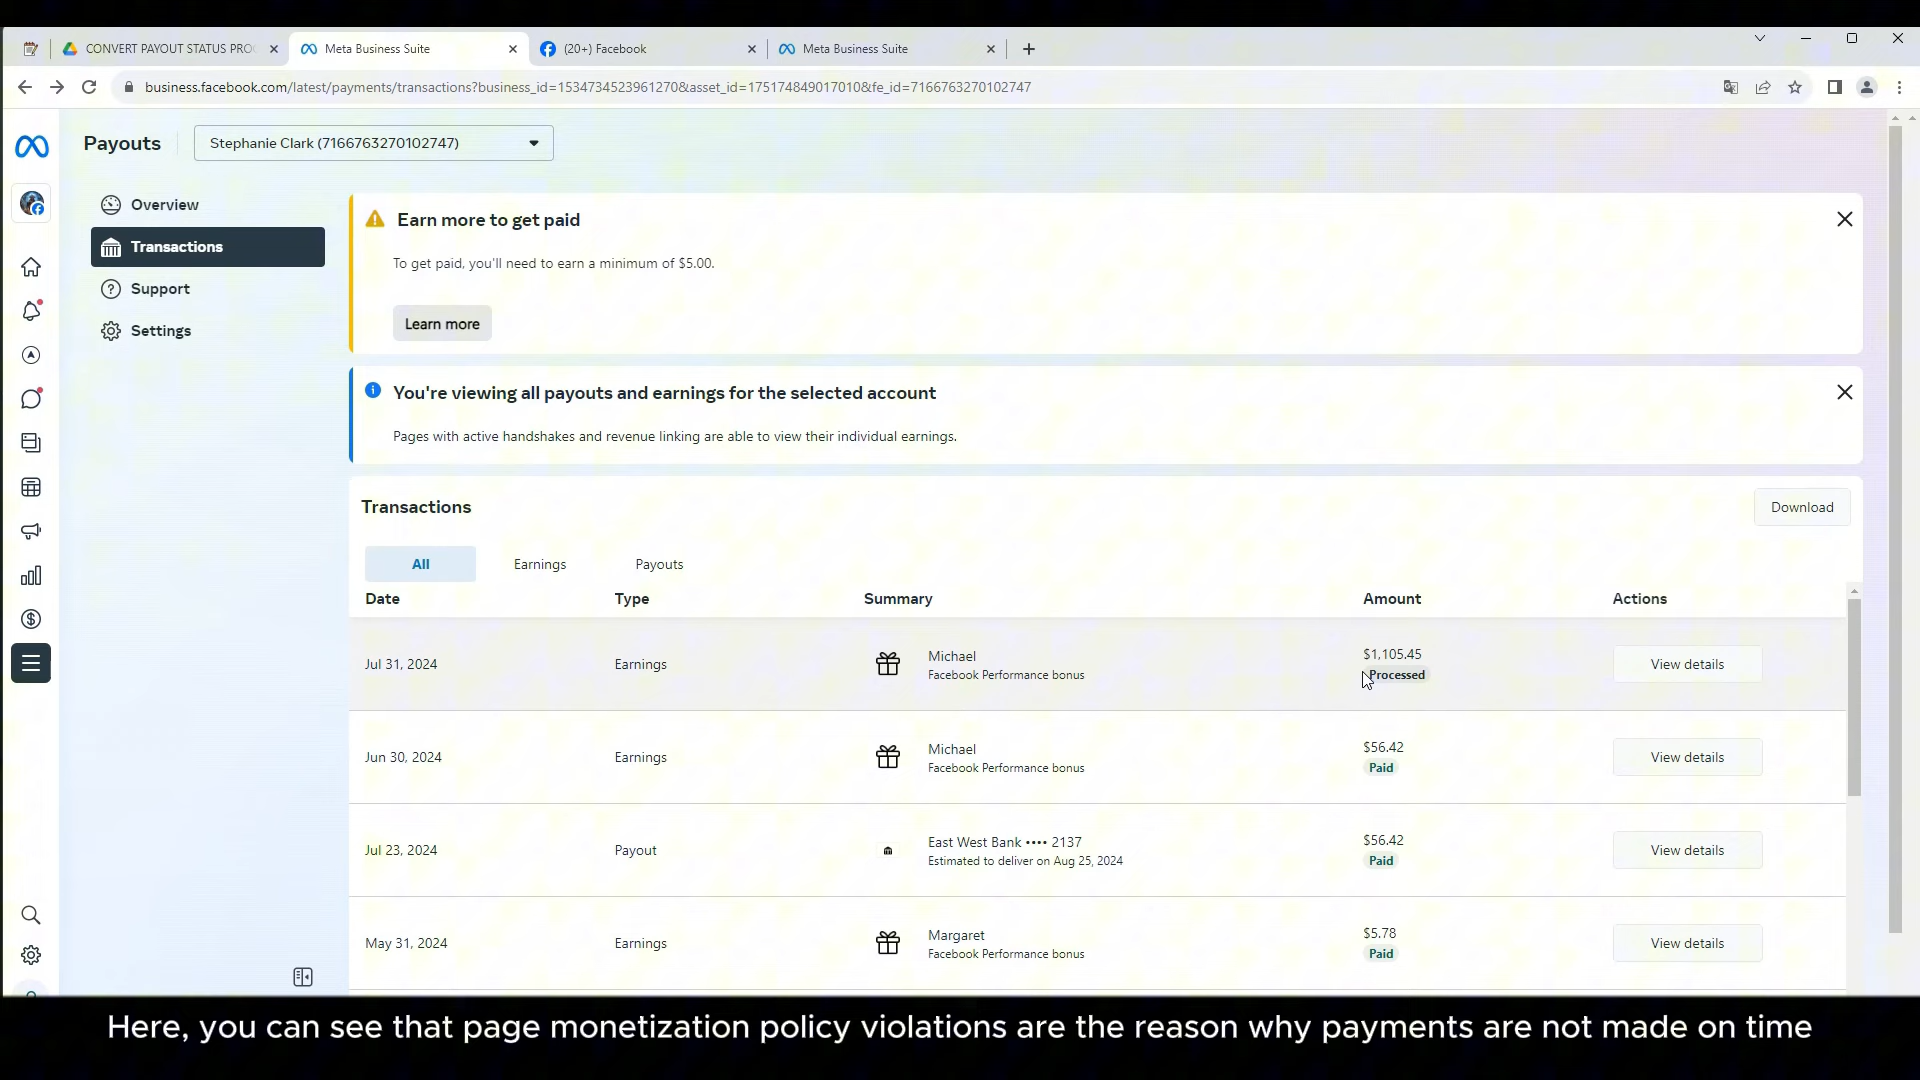 CONVERT PAYOUT STATUS PRO
Meta Business Suite
(20+) Facebook
Meta Business Suite
business.facebook.com/latest/payments/transactions?business_id=1534734523961270&asset_id=175174849017010&fe_id=7166763270102747
Payouts
Stephanie Clark (7166763270102747)
Overview
Transactions
Support
Settings
Earn more to get paid
To get paid, you'll need to earn a minimum of $5.00.
Learn more
You're viewing all payouts and earnings for the selected account
Pages with active handshakes and revenue linking are able to view their individual earnings.
Transactions
Download
All Earnings Payouts
Date Type Summary Amount Actions
Jul 31, 2024 Earnings Michael $1,105.45 View details
Facebook Performance bonus Processed
Jun 30, 2024 Earnings Michael $56.42 View details
Facebook Performance bonus Paid
Jul 23, 2024 Payout East West Bank •••• 2137 $56.42 View details
Estimated to deliver on Aug 25, 2024 Paid
May 31, 2024 Earnings Margaret $5.78 View details
Facebook Performance bonus Paid
Here, you can see that page monetization policy violations are the reason why payments are not made on time